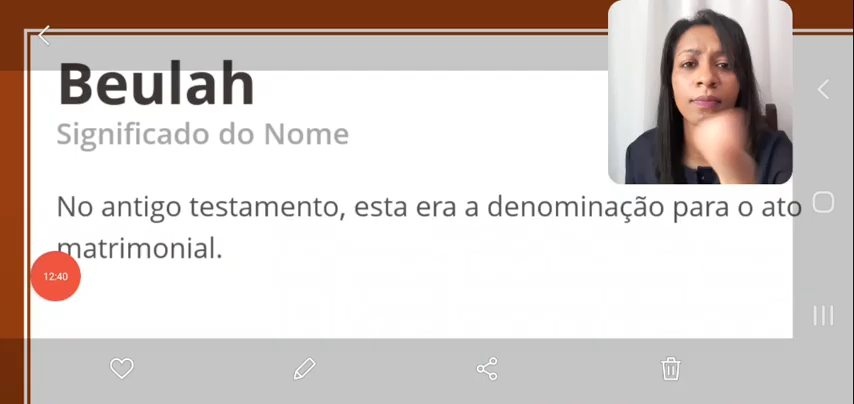 Beulah
Significado do Nome
No antigo testamento, esta era a denominação para o ato
matrimonial.
12:40